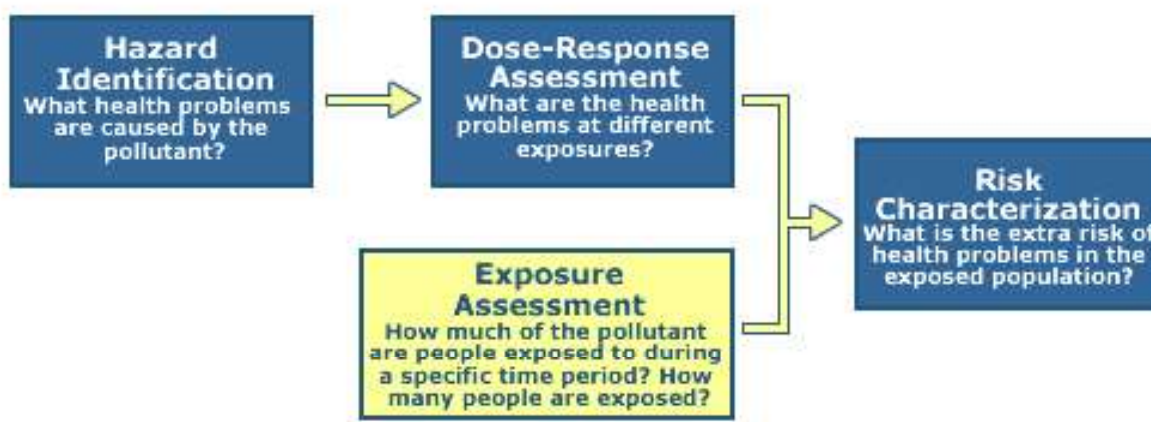 Hazard
Identification
What health problems
are caused by the
pollutant?
Dose-Response
Assessment
What are the health
problems at different
exposures?
Exposure
Assessment
How much of the pollutant
are people exposed to during
a specific time period? How
many people are exposed?
Risk
Characterization
What is the extra risk of
health problems in the
exposed population?